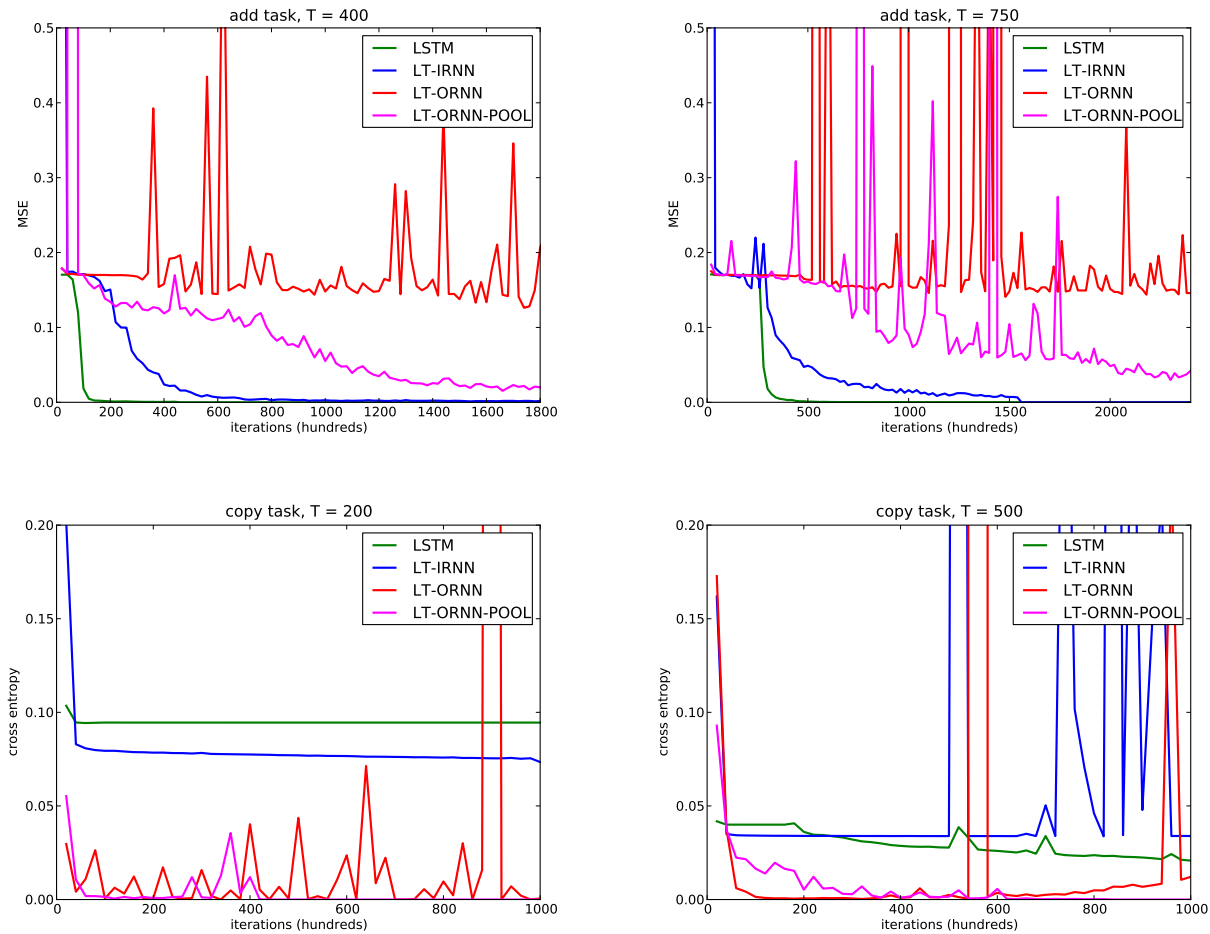 add task, T = 400
0.5
0.4
0.3
0.2
0.1
0.0
MSE
LSTM
LT-IRNN
LT-ORNN
LT-ORNN-POOL
0 200 400 600 800 1000 1200 1400 1600 1800
iterations (hundreds)
add task, T = 750
0.5
0.4
0.3
0.2
0.1
0.0
MSE
LSTM
LT-IRNN
LT-ORNN
LT-ORNN-POOL
0 500 1000 1500 2000
iterations (hundreds)
copy task, T = 200
0.20
0.15
0.10
0.05
0.00
cross entropy
LSTM
LT-IRNN
LT-ORNN
LT-ORNN-POOL
0 200 400 600 800 1000
iterations (hundreds)
copy task, T = 500
0.20
0.15
0.10
0.05
0.00
cross entropy
LSTM
LT-IRNN
LT-ORNN
LT-ORNN-POOL
0 200 400 600 800 1000
iterations (hundreds)